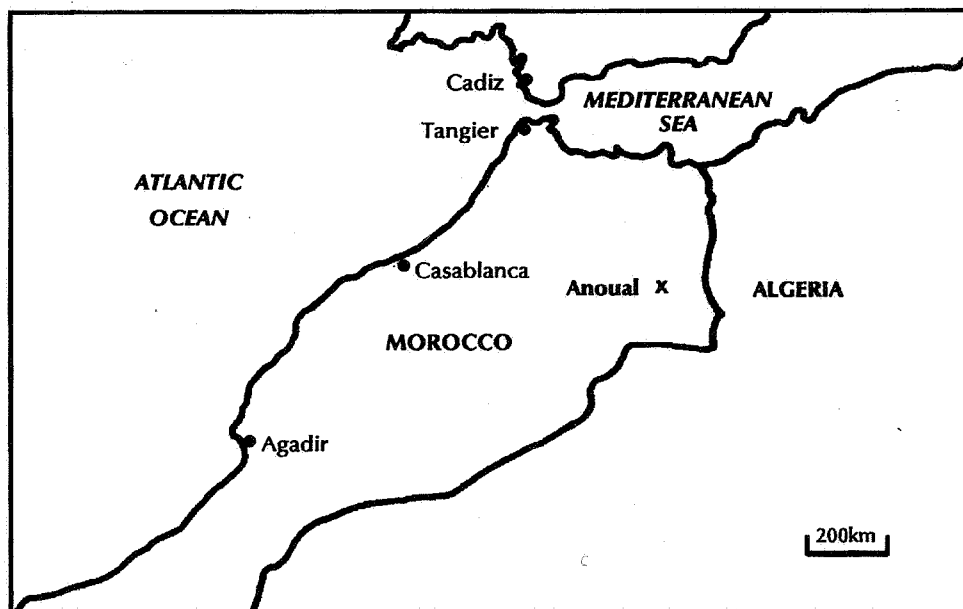 Cadiz
MEDITERRANEAN
SEA
Tangier
ATLANTIC
OCEAN
Casablanca
Anoual x
ALGERIA
MOROCCO
Agadir
200km